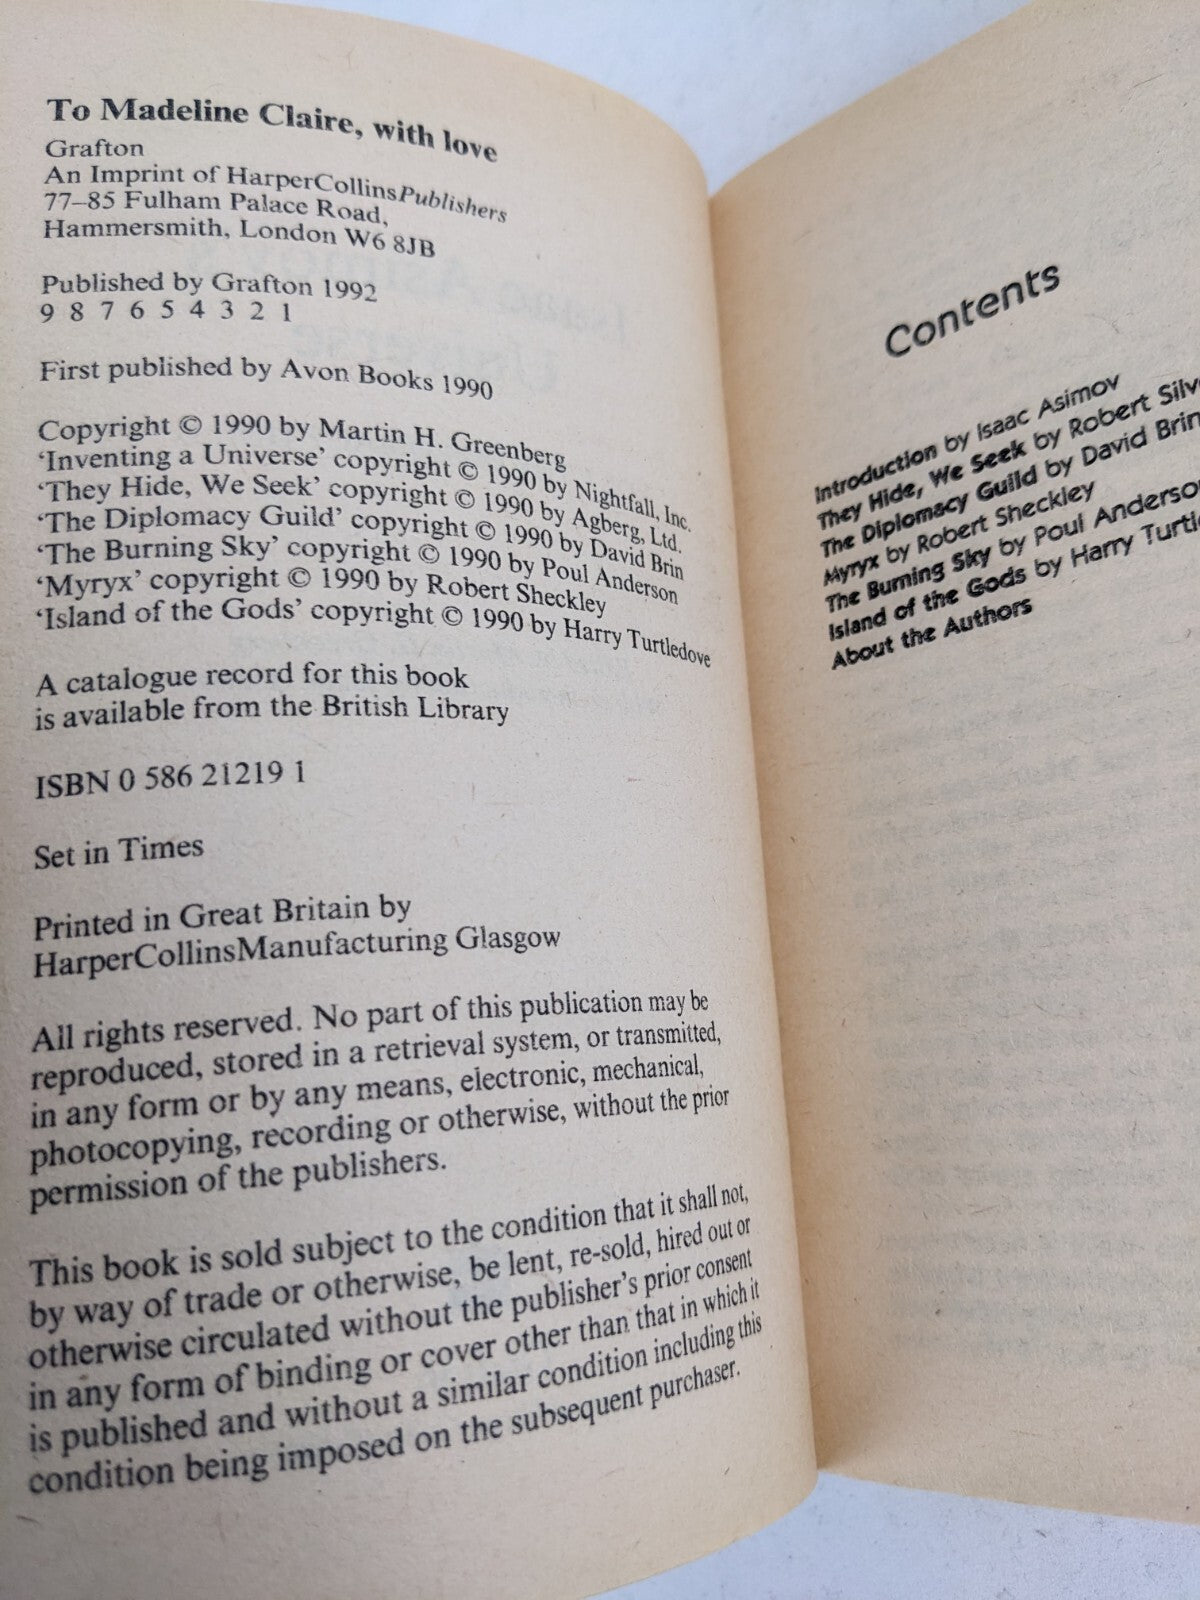 To Madeline Claire, with love
Grafton
An Imprint of HarperCollinsPublishers
77–85 Fulham Palace Road,
Hammersmith, London W6 8JB
Published by Grafton 1992
9 8 7 6 5 4 3 2 1
First published by Avon Books 1990
Copyright © 1990 by Martin H. Greenberg
'Inventing a Universe' copyright © 1990 by Nightfall, Inc.
'They Hide, We Seek' copyright © 1990 by Agberg, Ltd.
'The Diplomacy Guild' copyright © 1990 by David Brin
'The Burning Sky' copyright © 1990 by Poul Anderson
'Myryx' copyright © 1990 by Robert Sheckley
'Island of the Gods' copyright © 1990 by Harry Turtledove
A catalogue record for this book
is available from the British Library
ISBN 0 586 21219 1
Set in Times
Printed in Great Britain by
HarperCollinsManufacturing Glasgow
All rights reserved. No part of this publication may be
reproduced, stored in a retrieval system, or transmitted,
in any form or by any means, electronic, mechanical,
photocopying, recording or otherwise, without the prior
permission of the publishers.
This book is sold subject to the condition that it shall not,
by way of trade or otherwise, be lent, re-sold, hired out or
otherwise circulated without the publisher's prior consent
in any form of binding or cover other than that in which it
is published and without a similar condition including this
condition being imposed on the subsequent purchaser.
Contents
Introduction by Isaac Asimov
They Hide, We Seek by Robert Silv
The Diplomacy Guild by David Brin
Myryx by Robert Sheckley
The Burning Sky by Poul Anderso
Island of the Gods by Harry Turtle
About the Authors